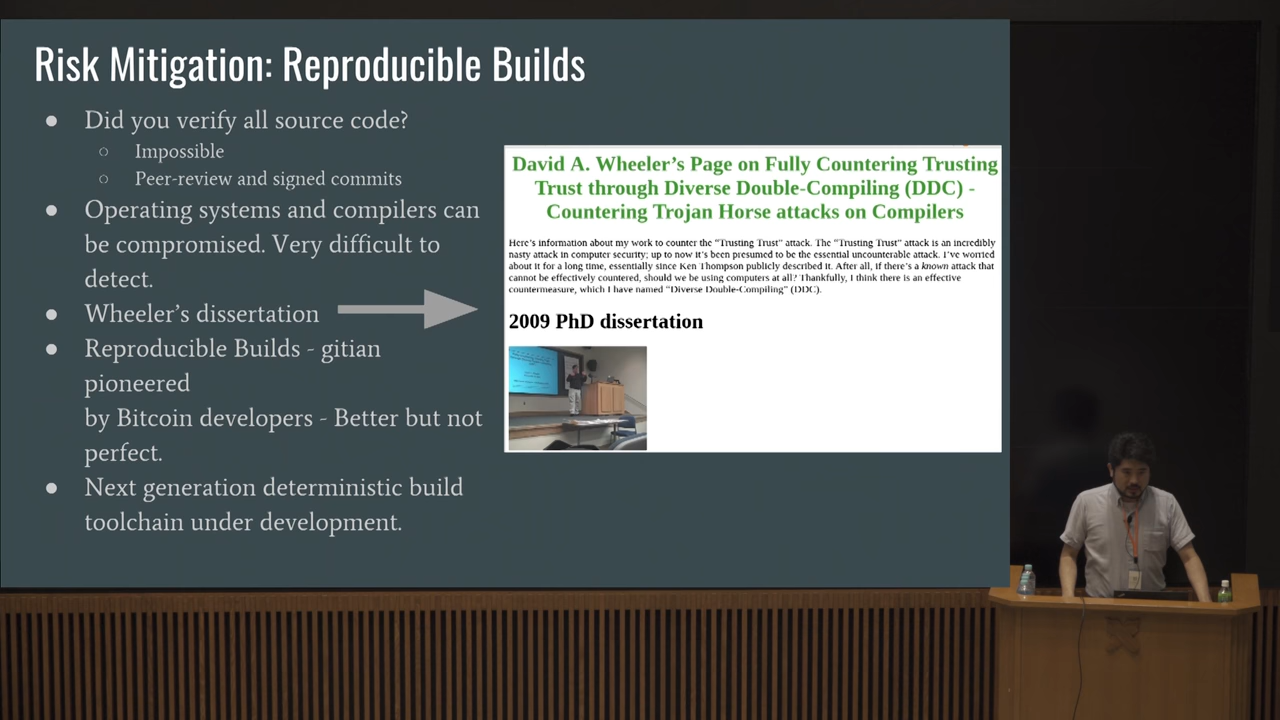 Risk Mitigation: Reproducible Builds
● Did you verify all source code?
○ Impossible
○ Peer-review and signed commits
● Operating systems and compilers can
be compromised. Very difficult to
detect.
● Wheeler's dissertation
● Reproducible Builds - gitian
pioneered
by Bitcoin developers - Better but not
perfect.
● Next generation deterministic build
toolchain under development.
David A. Wheeler's Page on Fully Countering Trusting
Trust through Diverse Double-Compiling (DDC) -
Countering Trojan Horse attacks on Compilers
Here's information about my work to counter the "Trusting Trust" attack. The "Trusting Trust" attack is an incredibly
nasty attack in computer security; up to now it's been presumed to be the essential uncounterable attack. I've worried
about it for a long time, essentially since Ken Thompson publicly described it. After all, if there's a known attack that
cannot be effectively countered, should we be using computers at all? Thankfully, I think there is an effective
countermeasure, which I have named "Diverse Double-Compiling" (DDC).
2009 PhD dissertation